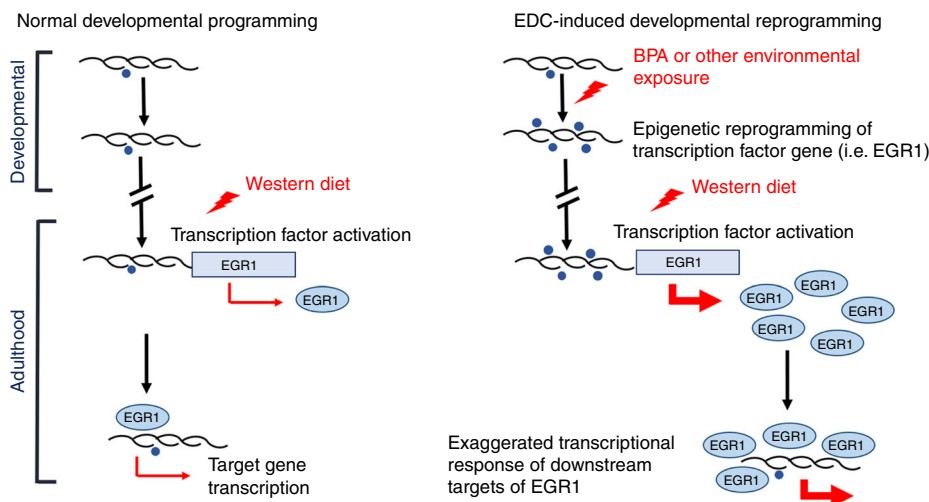 Normal developmental programming
Developmental
Western diet
Transcription factor activation
EGR1
EGR1
Adulthood
EGR1
Target gene
transcription
EDC-induced developmental reprogramming
BPA or other environmental
exposure
Epigenetic reprogramming of
transcription factor gene (i.e. EGR1)
Western diet
Transcription factor activation
EGR1
EGR1
EGR1
EGR1
EGR1
EGR1
Exaggerated transcriptional
response of downstream
targets of EGR1
EGR1
EGR1
EGR1
EGR1